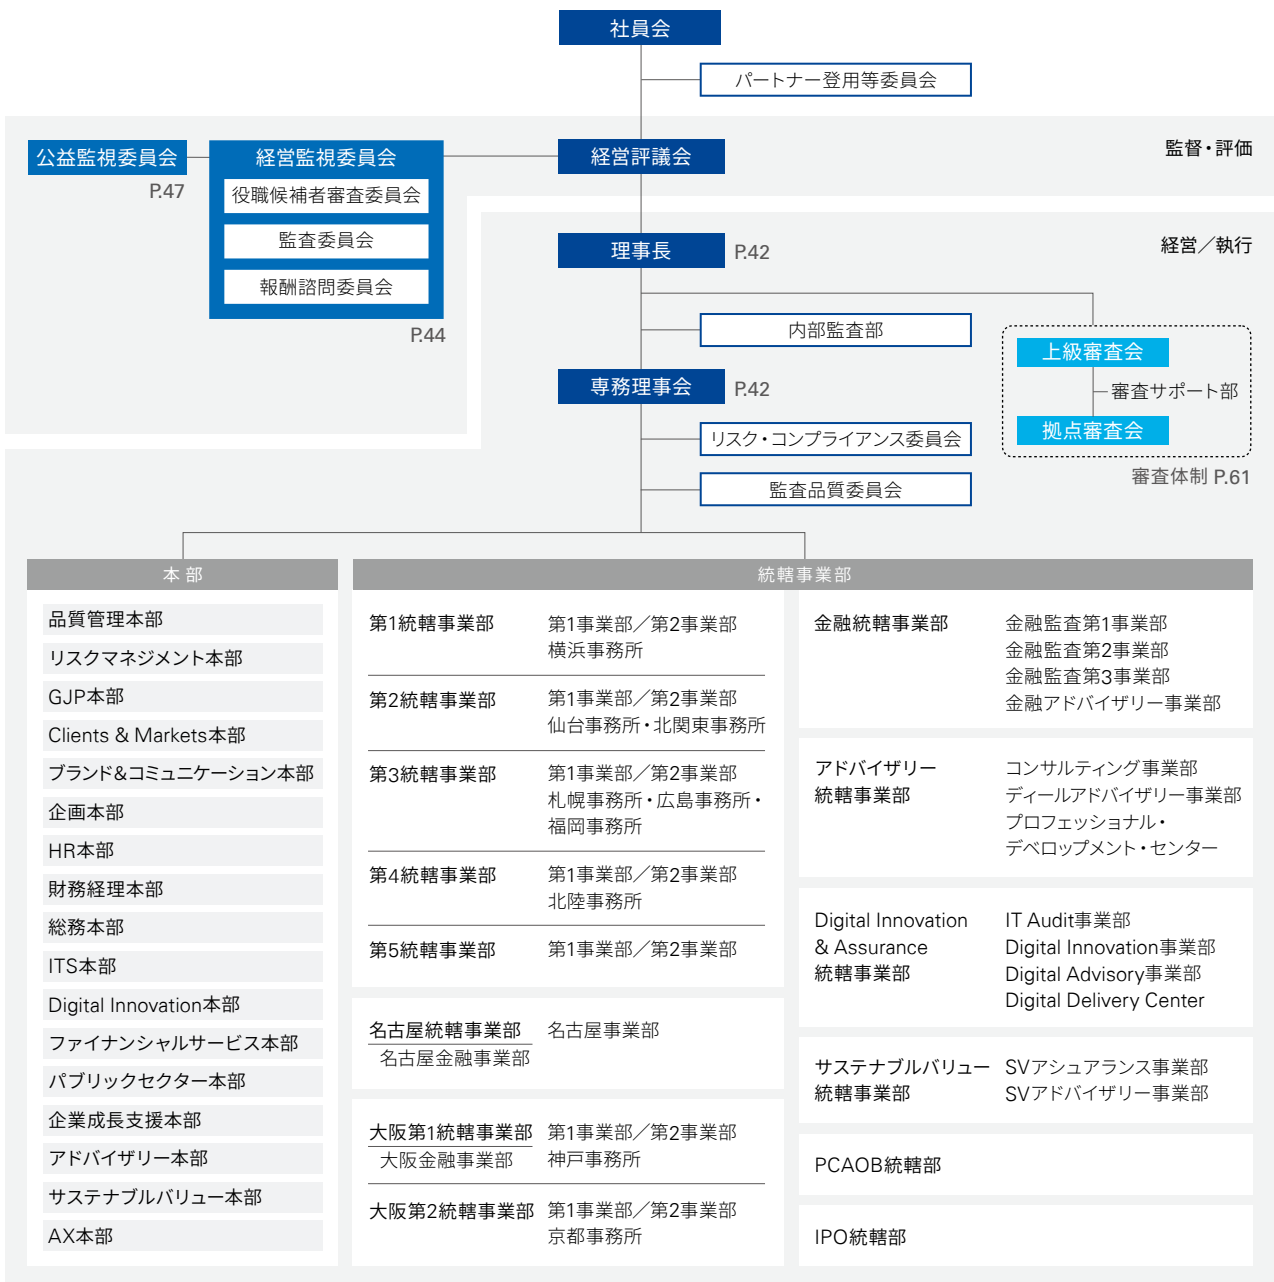 社員会
パートナー登用等委員会
監督・評価
公益監視委員会
P.47
経営監視委員会
役職候補者審査委員会
監査委員会
報酬諮問委員会
P.44
経営評議会
経営／執行
理事長
P.42
内部監査部
専務理事会
P.42
リスク・コンプライアンス委員会
監査品質委員会
上級審査会
審査サポート部
拠点審査会
審査体制 P.61
本部
品質管理本部
リスクマネジメント本部
GJP本部
Clients & Markets本部
ブランド&コミュニケーション本部
企画本部
HR本部
財務経理本部
総務本部
ITS本部
Digital Innovation本部
ファイナンシャルサービス本部
パブリックセクター本部
企業成長支援本部
アドバイザリー本部
サステナブルバリュー本部
AX本部
統轄事業部
第1統轄事業部
第1事業部／第2事業部
横浜事務所
第2統轄事業部
第1事業部／第2事業部
仙台事務所・北関東事務所
第3統轄事業部
第1事業部／第2事業部
札幌事務所・広島事務所・
福岡事務所
第4統轄事業部
第1事業部／第2事業部
北陸事務所
第5統轄事業部
第1事業部／第2事業部
名古屋統轄事業部
名古屋金融事業部
名古屋事業部
大阪第1統轄事業部
大阪金融事業部
第1事業部／第2事業部
神戸事務所
大阪第2統轄事業部
第1事業部／第2事業部
京都事務所
金融統轄事業部
金融監査第1事業部
金融監査第2事業部
金融監査第3事業部
金融アドバイザリー事業部
アドバイザリー
統轄事業部
コンサルティング事業部
ディールアドバイザリー事業部
プロフェッショナル・
デベロップメント・センター
Digital Innovation
& Assurance
統轄事業部
IT Audit事業部
Digital Innovation事業部
Digital Advisory事業部
Digital Delivery Center
サステナブルバリュー
統轄事業部
SVアシュアランス事業部
SVアドバイザリー事業部
PCAOB統轄部
IPO統轄部